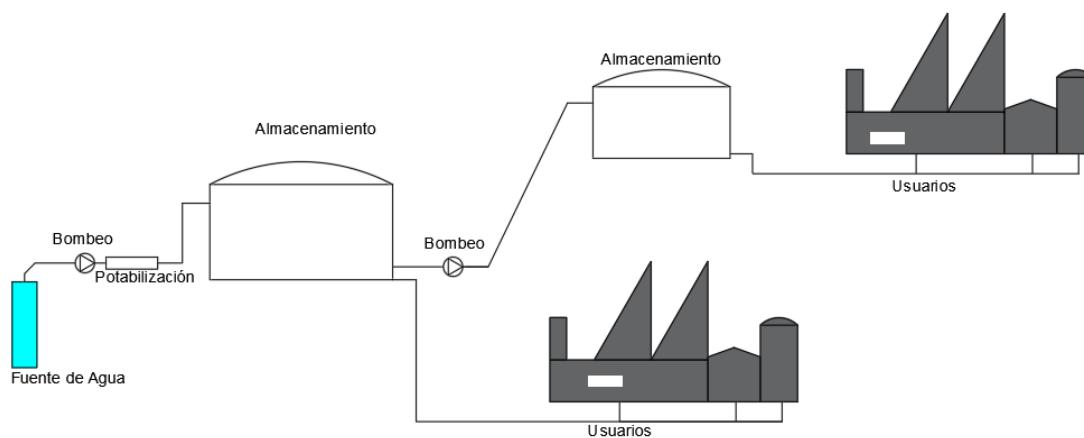 Almacenamiento
Almacenamiento
Usuarios
Bombeo
Bombeo
Potabilización
Fuente de Agua
Usuarios